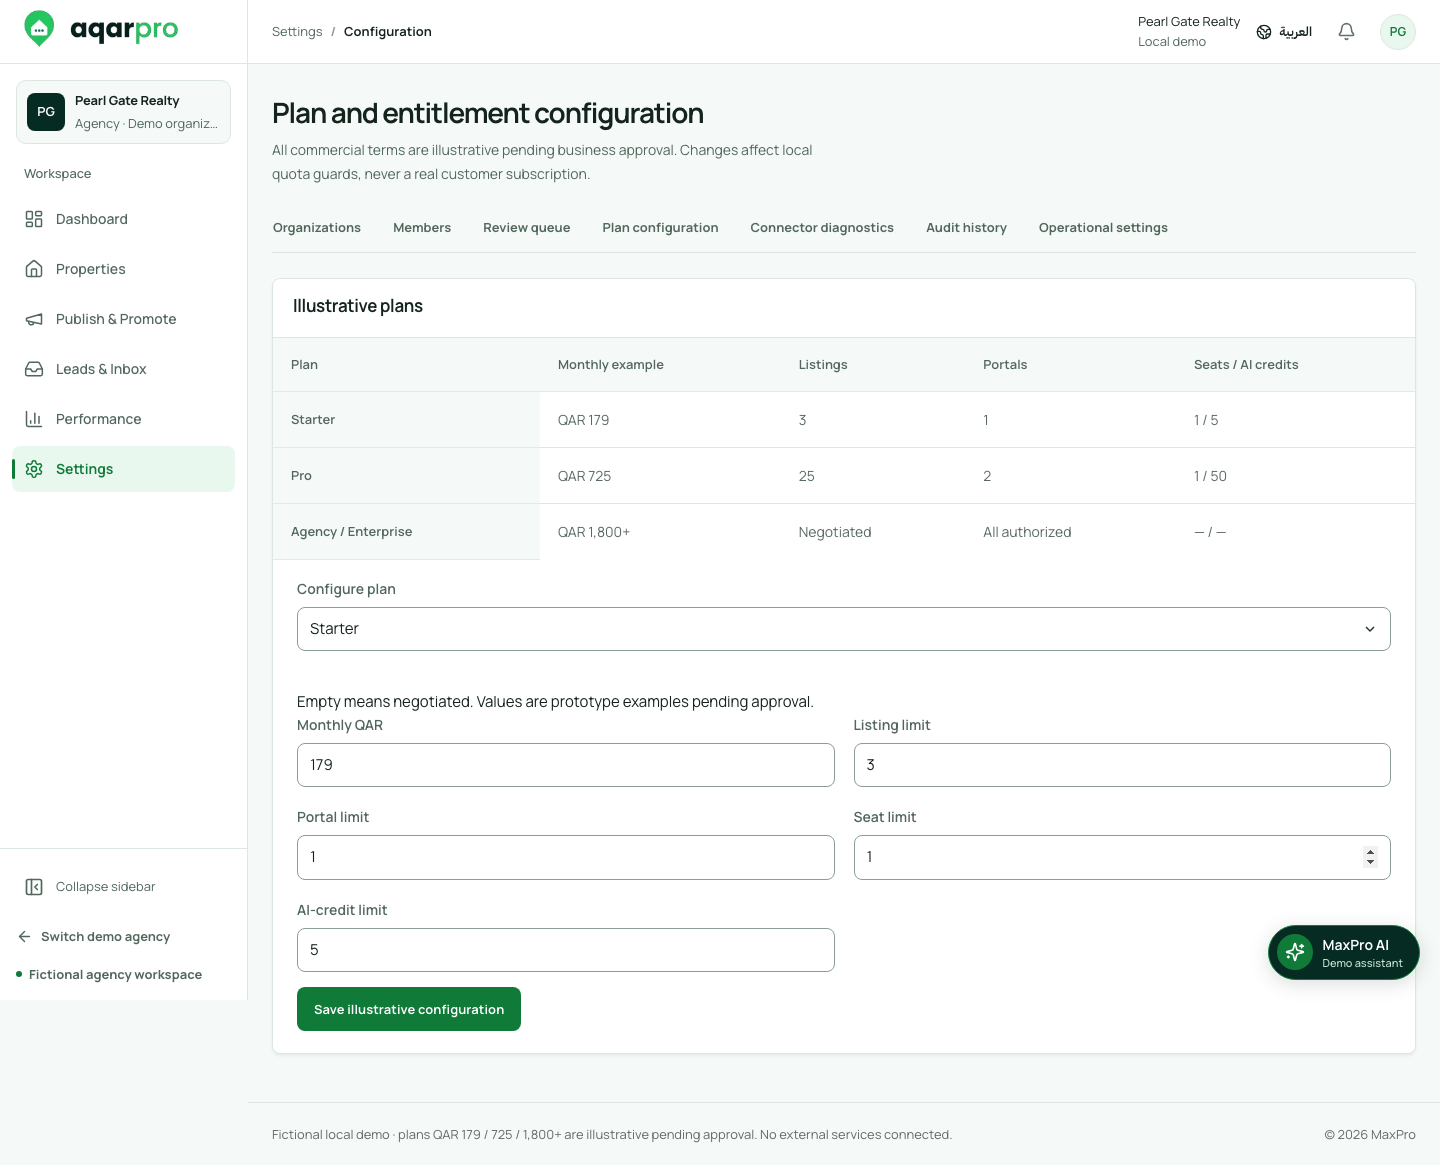 aqarpro
Settings / Configuration
Pearl Gate Realty
Local demo
العربية
PG
PG
Pearl Gate Realty
Agency · Demo organiz...
Workspace
Dashboard
Properties
Publish & Promote
Leads & Inbox
Performance
Settings
Collapse sidebar
Switch demo agency
Fictional agency workspace
Plan and entitlement configuration
All commercial terms are illustrative pending business approval. Changes affect local
quota guards, never a real customer subscription.
Organizations Members Review queue Plan configuration Connector diagnostics Audit history Operational settings
Illustrative plans
Plan Monthly example Listings Portals Seats / AI credits
Starter QAR 179 3 1 1 / 5
Pro QAR 725 25 2 1 / 50
Agency / Enterprise QAR 1,800+ Negotiated All authorized — / —
Configure plan
Starter
Empty means negotiated. Values are prototype examples pending approval.
Monthly QAR Listing limit
179 3
Portal limit Seat limit
1 1
AI-credit limit
5
MaxPro AI
Demo assistant
Save illustrative configuration
Fictional local demo · plans QAR 179 / 725 / 1,800+ are illustrative pending approval. No external services connected.
© 2026 MaxPro